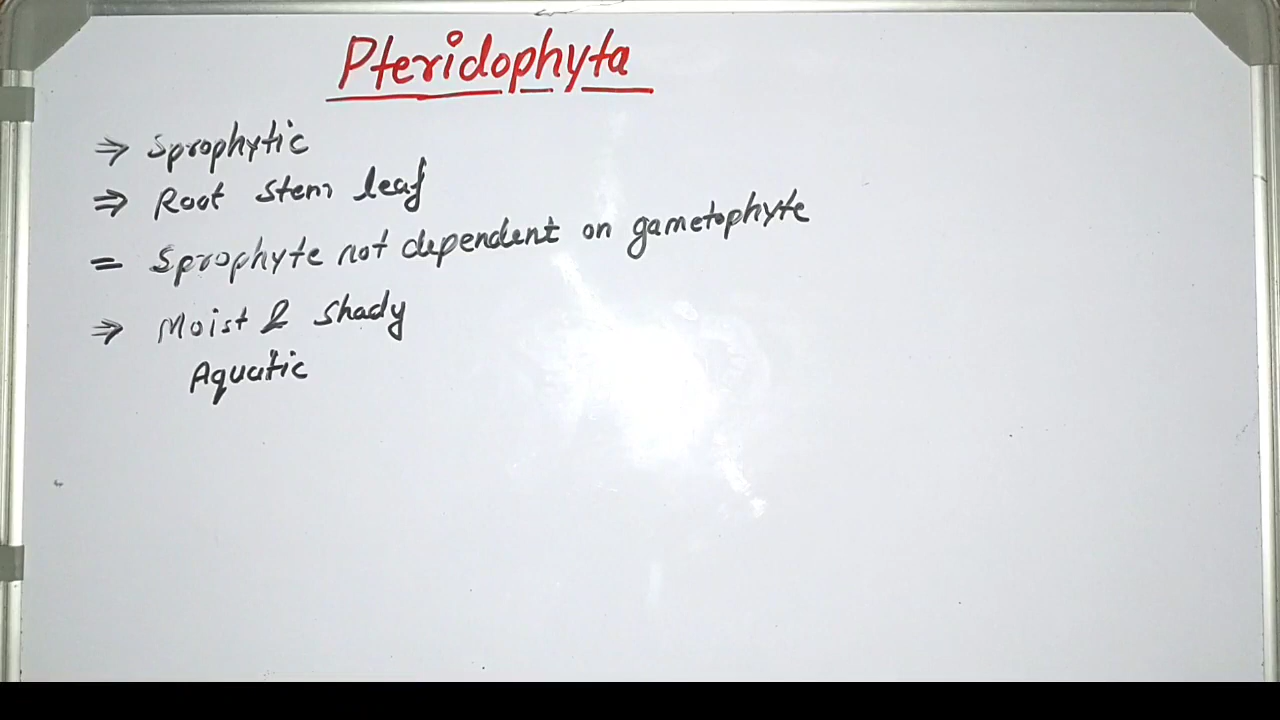 Pteridophyta
⇒ Sprophytic
⇒ Root stem leaf
= Sprophyte not dependent on gametophyte
⇒ Moist & shady
Aquatic